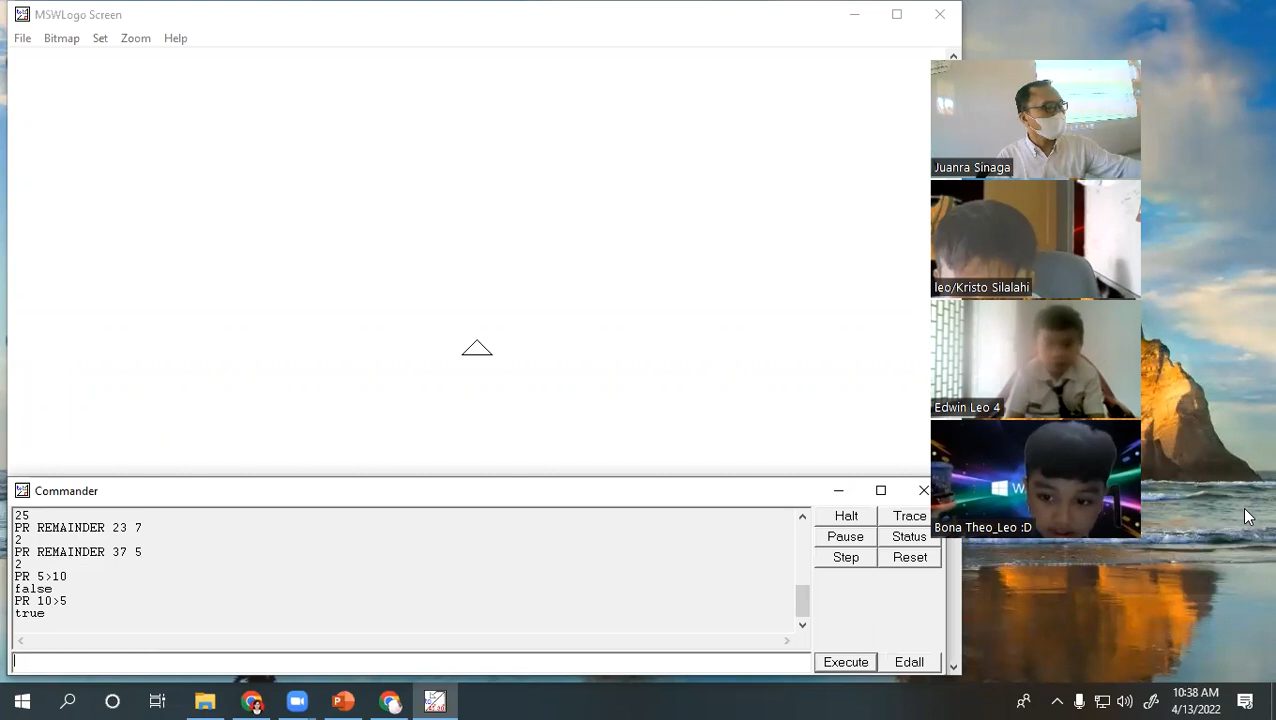 MSWLogo Screen
File Bitmap Set Zoom Help
Juanra Sinaga
leo/Kristo Silalahi
Edwin Leo 4
Bona Theo_Leo :D
Commander
25
PR REMAINDER 23 7
2
PR REMAINDER 37 5
2
PR 5>10
false
PR 10>5
true
Halt Trace
Pause Status
Step Reset
Execute Edall
10:38 AM
4/13/2022